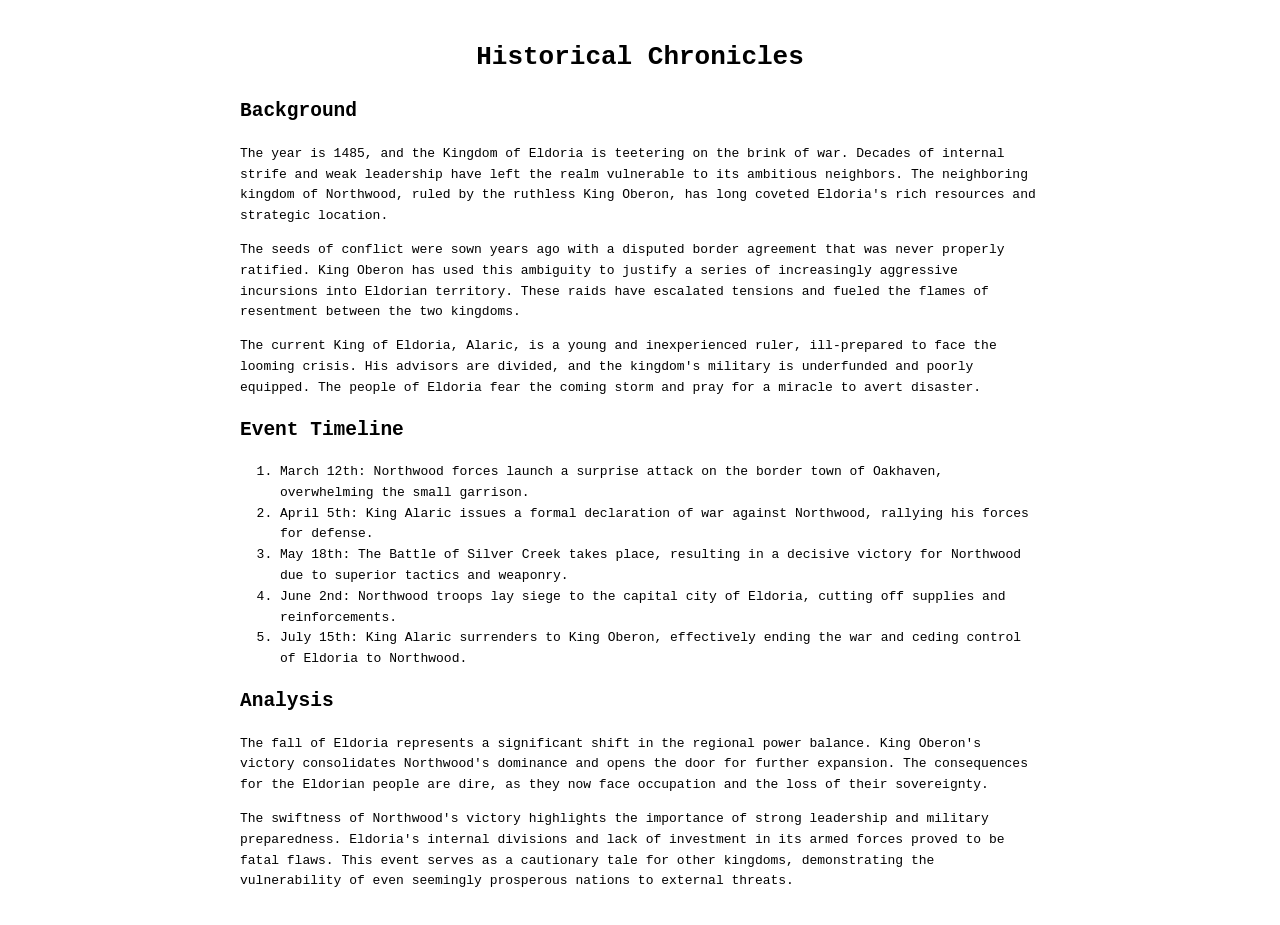 Historical Chronicles
Background
The year is 1485, and the Kingdom of Eldoria is teetering on the brink of war. Decades of internal
strife and weak leadership have left the realm vulnerable to its ambitious neighbors. The neighboring
kingdom of Northwood, ruled by the ruthless King Oberon, has long coveted Eldoria's rich resources and
strategic location.
The seeds of conflict were sown years ago with a disputed border agreement that was never properly
ratified. King Oberon has used this ambiguity to justify a series of increasingly aggressive
incursions into Eldorian territory. These raids have escalated tensions and fueled the flames of
resentment between the two kingdoms.
The current King of Eldoria, Alaric, is a young and inexperienced ruler, ill-prepared to face the
looming crisis. His advisors are divided, and the kingdom's military is underfunded and poorly
equipped. The people of Eldoria fear the coming storm and pray for a miracle to avert disaster.
Event Timeline
1. March 12th: Northwood forces launch a surprise attack on the border town of Oakhaven,
overwhelming the small garrison.
2. April 5th: King Alaric issues a formal declaration of war against Northwood, rallying his forces
for defense.
3. May 18th: The Battle of Silver Creek takes place, resulting in a decisive victory for Northwood
due to superior tactics and weaponry.
4. June 2nd: Northwood troops lay siege to the capital city of Eldoria, cutting off supplies and
reinforcements.
5. July 15th: King Alaric surrenders to King Oberon, effectively ending the war and ceding control
of Eldoria to Northwood.
Analysis
The fall of Eldoria represents a significant shift in the regional power balance. King Oberon's
victory consolidates Northwood's dominance and opens the door for further expansion. The consequences
for the Eldorian people are dire, as they now face occupation and the loss of their sovereignty.
The swiftness of Northwood's victory highlights the importance of strong leadership and military
preparedness. Eldoria's internal divisions and lack of investment in its armed forces proved to be
fatal flaws. This event serves as a cautionary tale for other kingdoms, demonstrating the
vulnerability of even seemingly prosperous nations to external threats.